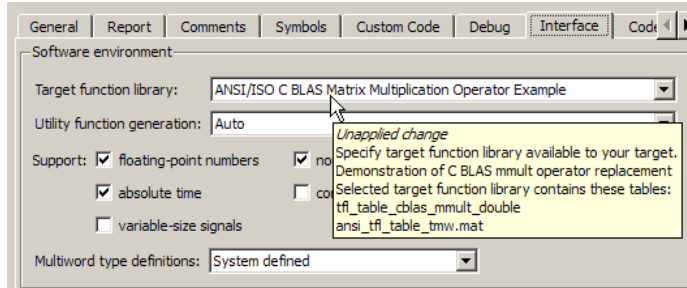 General Report Comments Symbols Custom Code Debug Interface Code
Software environment
Target function library: ANSI/ISO C BLAS Matrix Multiplication Operator Example
Utility function generation: Auto
Unapplied change
Specify target function library available to your target.
Demonstration of C BLAS mmult operator replacement
Selected target function library contains these tables:
tfl_table_cblas_mmult_double
ansi_tfl_table_tmw.mat
Support: floating-point numbers
absolute time
variable-size signals
Multiword type definitions: System defined